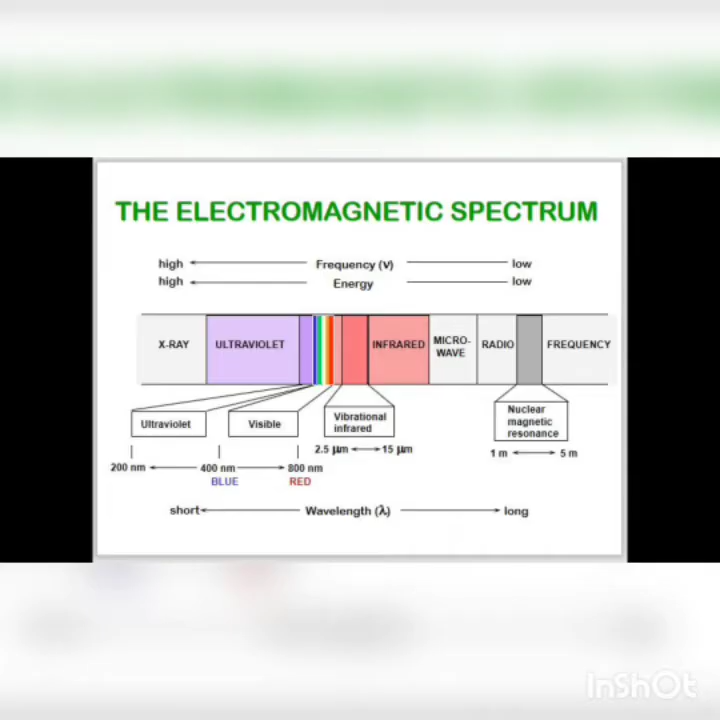 THE ELECTROMAGNETIC SPECTRUM
high Frequency (ν) low
high Energy low
X-RAY ULTRAVIOLET INFRARED MICRO-
WAVE RADIO FREQUENCY
Ultraviolet
Visible
Vibrational
infrared
Nuclear
magnetic
resonance
2.5 μm 15 μm
1 m 5 m
200 nm 400 nm 800 nm
BLUE RED
short Wavelength (λ) long
InShOt